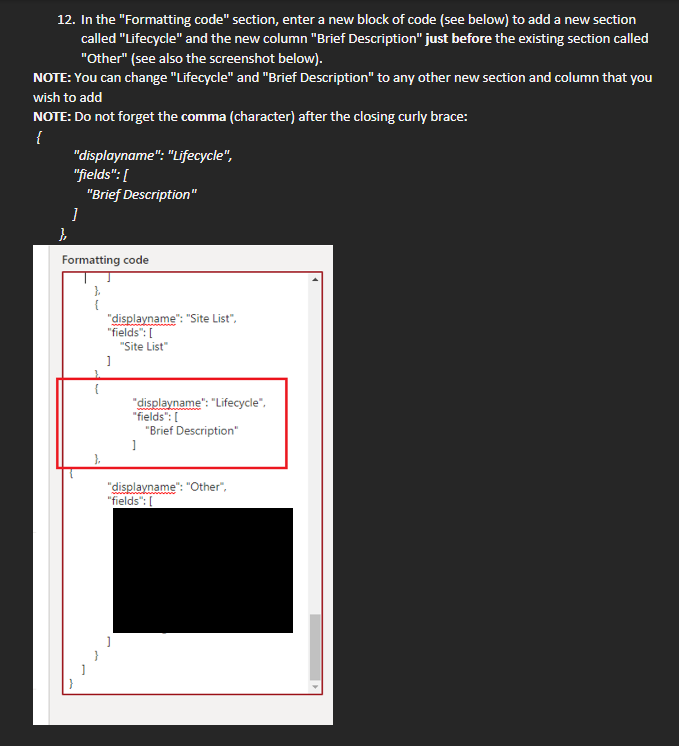 12. In the "Formatting code" section, enter a new block of code (see below) to add a new section
called "Lifecycle" and the new column "Brief Description" just before the existing section called
"Other" (see also the screenshot below).
NOTE: You can change "Lifecycle" and "Brief Description" to any other new section and column that you
wish to add
NOTE: Do not forget the comma (character) after the closing curly brace:
{
"displayname": "Lifecycle",
"fields": [
"Brief Description"
]
},
Formatting code
]
},
{
"displayname": "Site List",
"fields": [
"Site List"
]
},
{
"displayname": "Lifecycle",
"fields": [
"Brief Description"
]
},
{
"displayname": "Other",
"fields": [
]
}
]
}